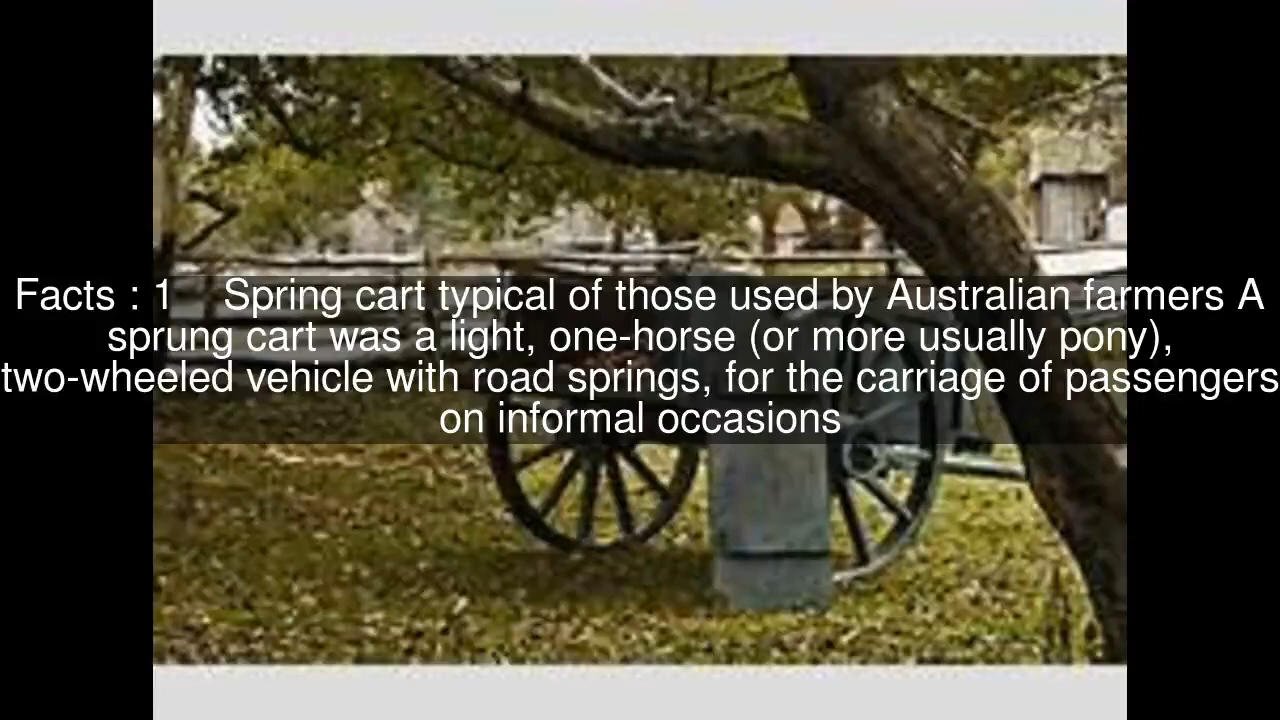 Facts : 1 Spring cart typical of those used by Australian farmers A
sprung cart was a light, one-horse (or more usually pony),
two-wheeled vehicle with road springs, for the carriage of passengers
on informal occasions